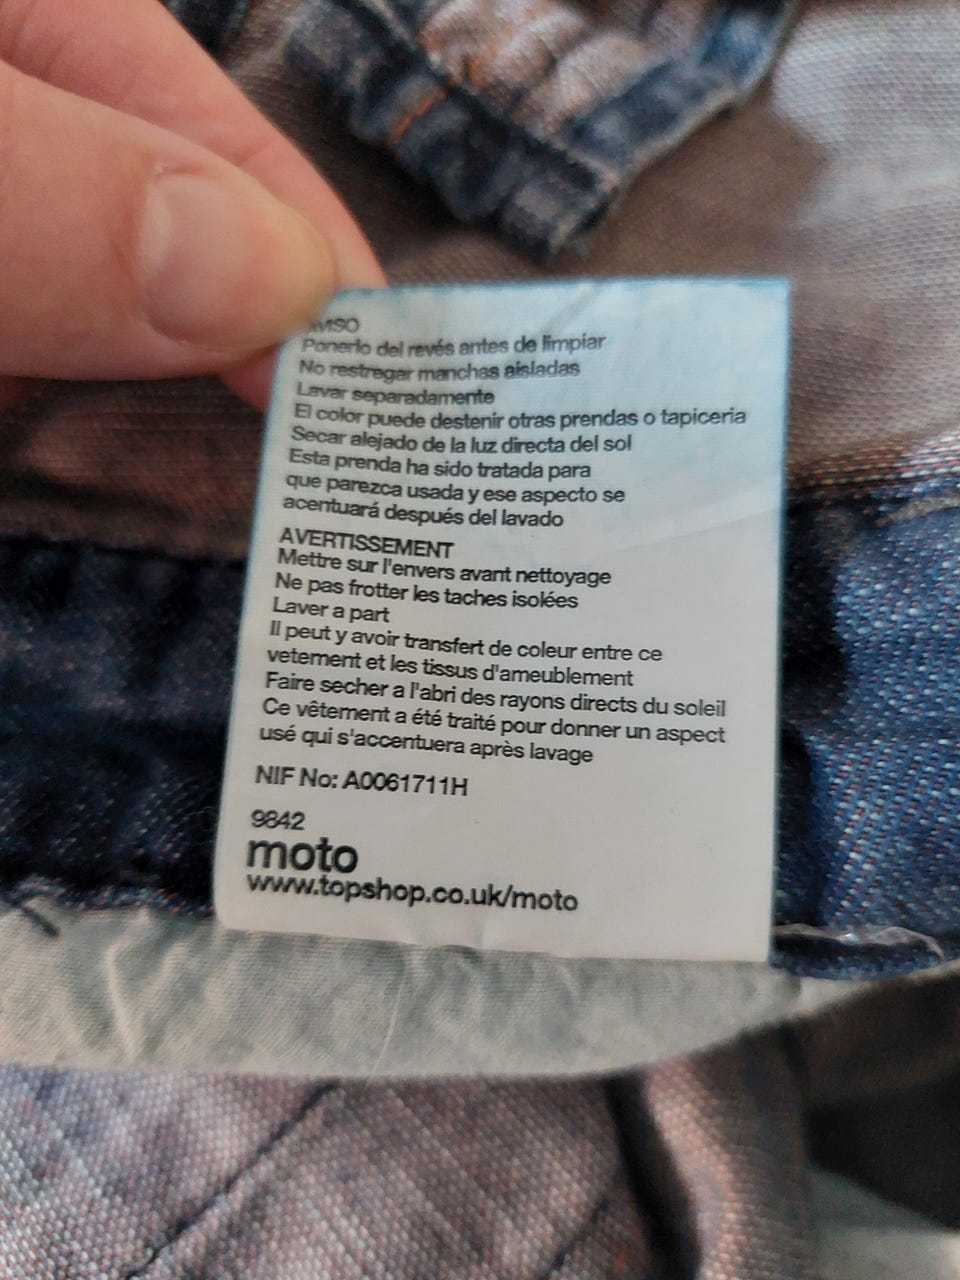 AVISO
Ponerlo del revés antes de limpiar
No restregar manchas aisladas
Lavar separadamente
El color puede destenir otras prendas o tapiceria
Secar alejado de la luz directa del sol
Esta prenda ha sido tratada para
que parezca usada y ese aspecto se
acentuará después del lavado
AVERTISSEMENT
Mettre sur l'envers avant nettoyage
Ne pas frotter les taches isolées
Laver a part
Il peut y avoir transfert de coleur entre ce
vetement et les tissus d'ameublement
Faire secher a l'abri des rayons directs du soleil
Ce vêtement a été traité pour donner un aspect
usé qui s'accentuera après lavage
NIF No: A0061711H
9842
moto
www.topshop.co.uk/moto